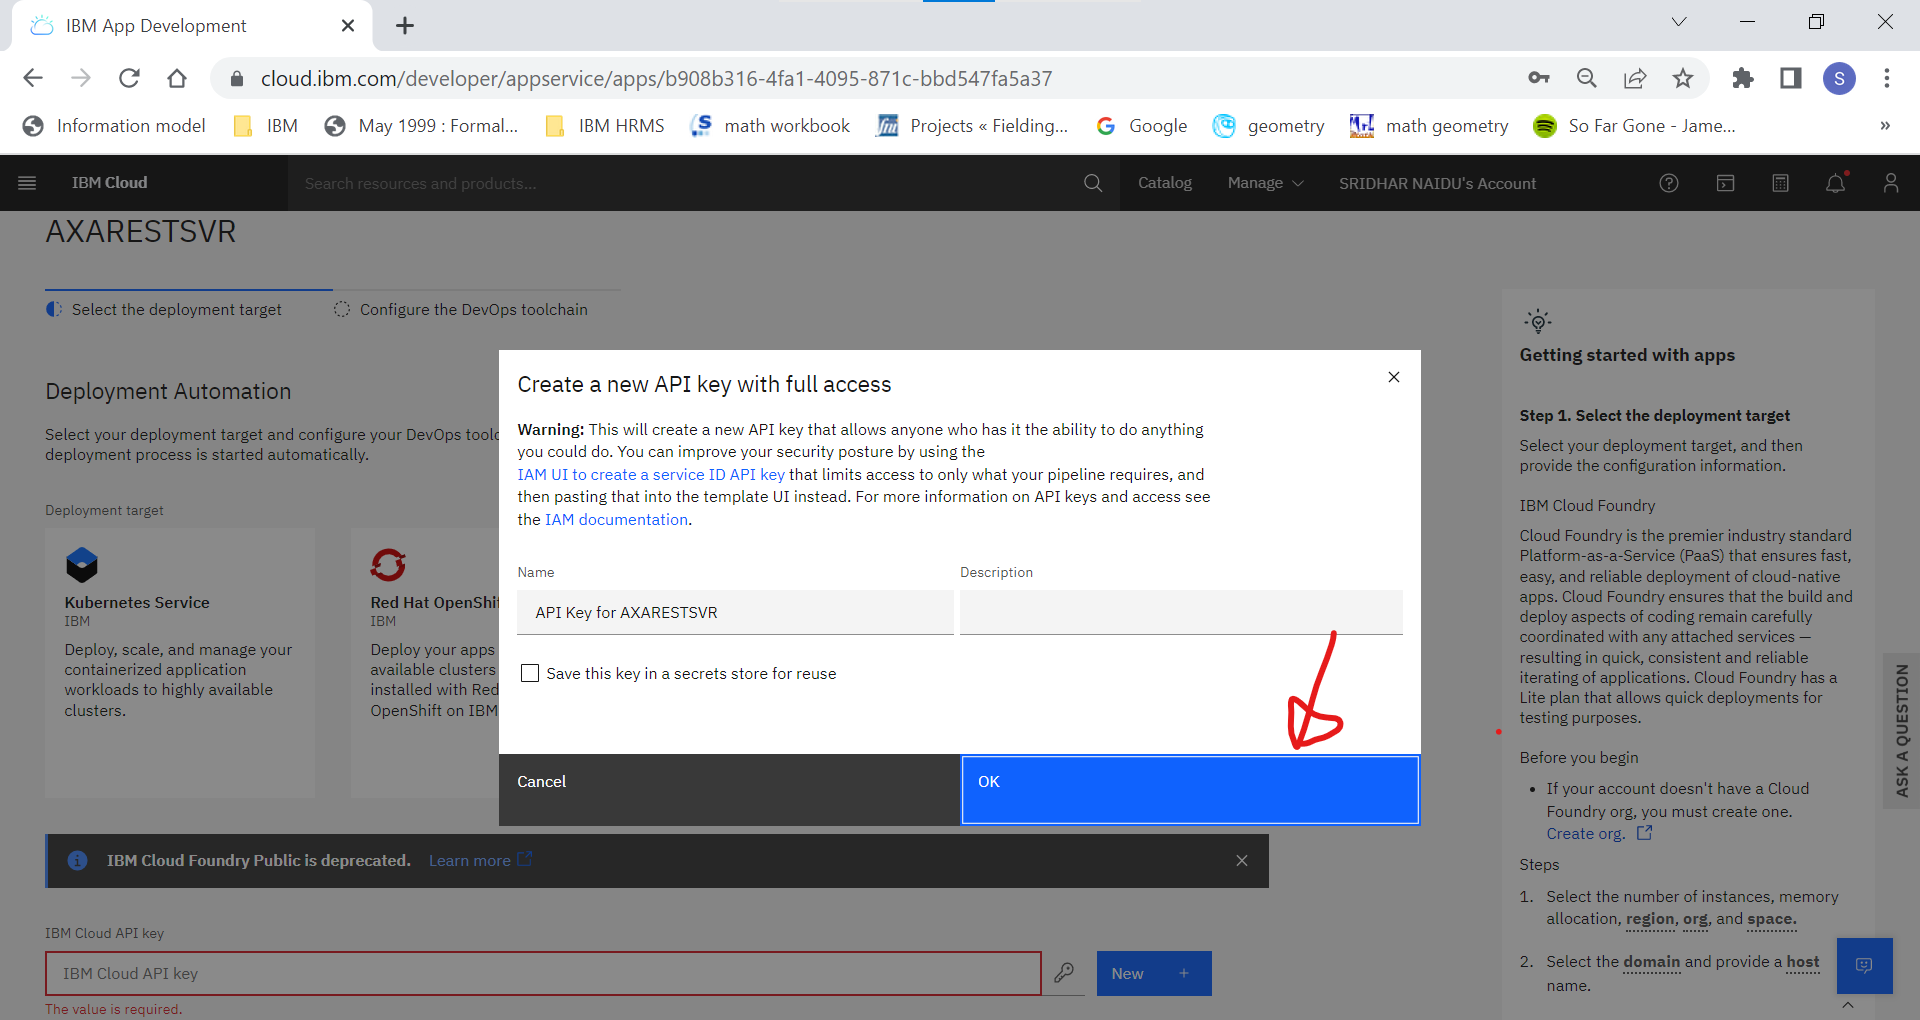 IBM App Development
cloud.ibm.com/developer/appservice/apps/b908b316-4fa1-4095-871c-bbd547fa5a37
S
Information model
IBM
May 1999 : Formal...
IBM HRMS
math workbook
Projects « Fielding...
Google
geometry
math geometry
So Far Gone - Jame...
»
IBM Cloud
Search resources and products...
Catalog
Manage
SRIDHAR NAIDU's Account
AXARESTSVR
Select the deployment target
Configure the DevOps toolchain
Deployment Automation
Select your deployment target and configure your DevOps toolc
deployment process is started automatically.
Deployment target
Kubernetes Service
IBM
Deploy, scale, and manage your
containerized application
workloads to highly available
clusters.
Red Hat OpenShif
IBM
Deploy your apps
available clusters
installed with Red
OpenShift on IBM
Create a new API key with full access
Warning: This will create a new API key that allows anyone who has it the ability to do anything
you could do. You can improve your security posture by using the
IAM UI to create a service ID API key that limits access to only what your pipeline requires, and
then pasting that into the template UI instead. For more information on API keys and access see
the IAM documentation.
Name
Description
API Key for AXARESTSVR
Save this key in a secrets store for reuse
Cancel
OK
IBM Cloud Foundry Public is deprecated. Learn more
IBM Cloud API key
IBM Cloud API key
New +
The value is required.
Getting started with apps
Step 1. Select the deployment target
Select your deployment target, and then
provide the configuration information.
IBM Cloud Foundry
Cloud Foundry is the premier industry standard
Platform-as-a-Service (PaaS) that ensures fast,
easy, and reliable deployment of cloud-native
apps. Cloud Foundry ensures that the build and
deploy aspects of coding remain carefully
coordinated with any attached services —
resulting in quick, consistent and reliable
iterating of applications. Cloud Foundry has a
Lite plan that allows quick deployments for
testing purposes.
Before you begin
• If your account doesn't have a Cloud
Foundry org, you must create one.
Create org.
Steps
1. Select the number of instances, memory
allocation, region, org, and space.
2. Select the domain and provide a host
name.
ASK A QUESTION